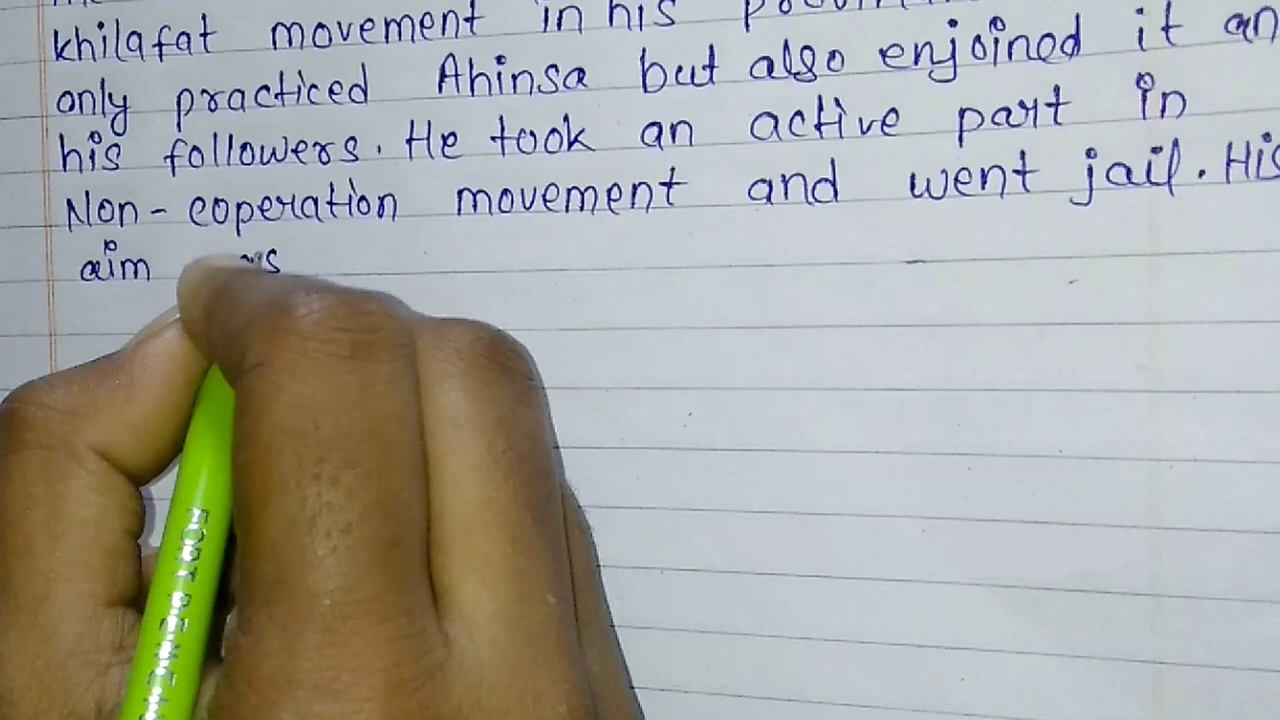 khilafat movement in his
only practiced Ahinsa but also enjoined it an
his followers. He took an active part in
Non-coperation movement and went jail. His
aim